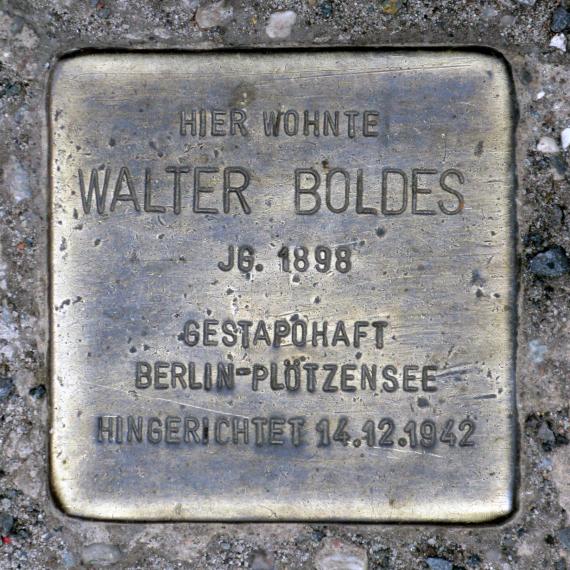 HIER WOHNTE
WALTER BOLDES
JG. 1898
GESTAPOHAFT
BERLIN-PLÖTZENSEE
HINGERICHTET 14.12.1942